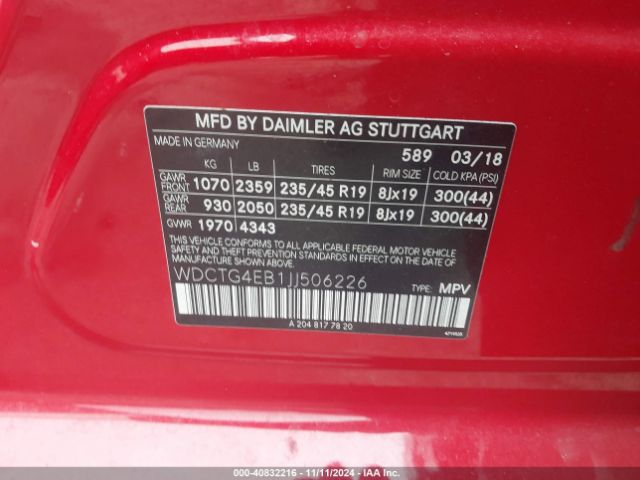 MFD BY DAIMLER AG STUTTGART
MADE IN GERMANY 589 03/18
KG LB TIRES RIM SIZE COLD KPA(PSI)
GAWR FRONT 1070 2359 235/45 R19 8Jx19 300(44)
GAWR REAR 930 2050 235/45 R19 8Jx19 300(44)
GVWR 1970 4343
THIS VEHICLE CONFORMS TO ALL APPLICABLE FEDERAL MOTOR VEHICLE
SAFETY AND THEFT PREVENTION STANDARDS IN EFFECT ON THE DATE OF
MANUFACTURE SHOWN ABOVE.
WDCTG4EB1JJ506226 TYPE: MPV
A 204 817 78 20
000-40832216 - 11/11/2024 - iaai.com